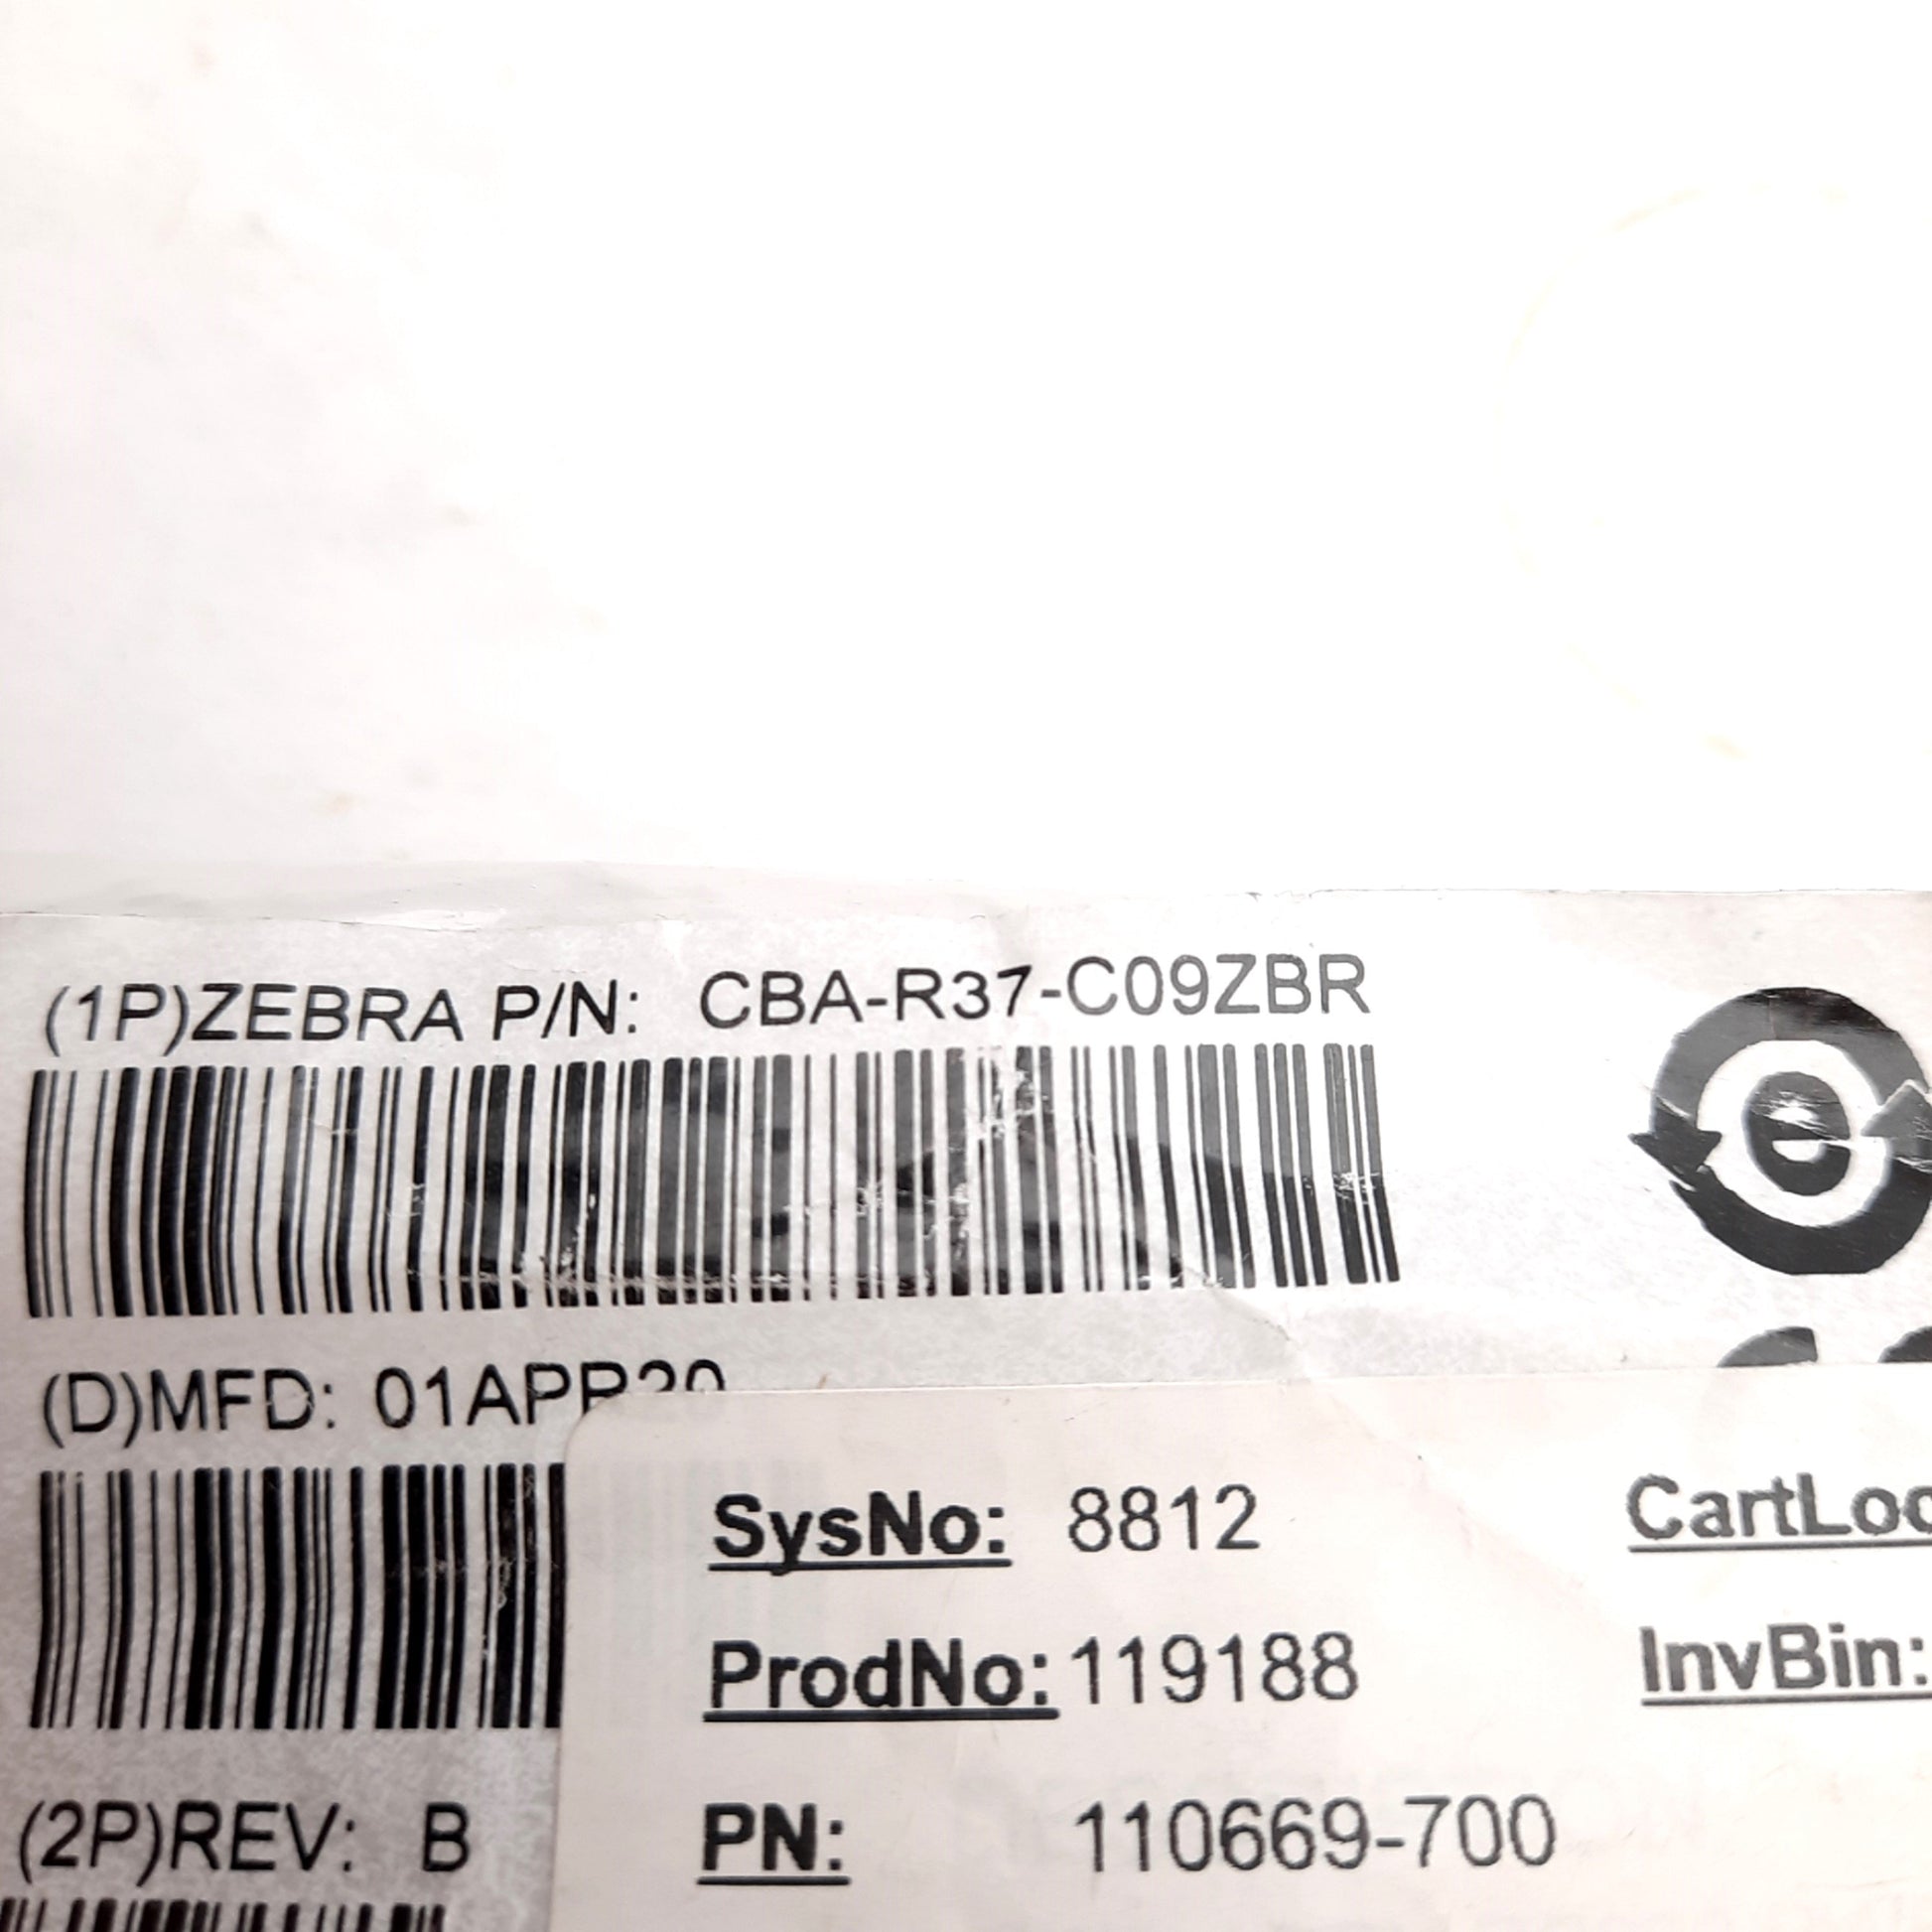 (1P)ZEBRA P/N: CBA-R37-C09ZBR
e
(D)MFD: 01APR20
SysNo: 8812
CartLoc
ProdNo: 119188
InvBin:
PN: 110669-700
(2P)REV: B